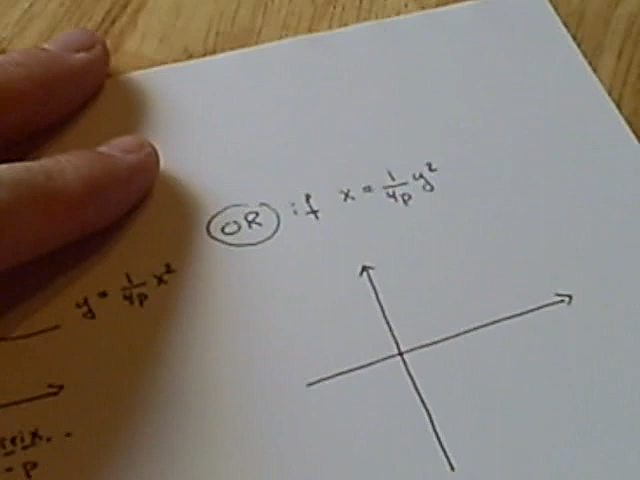 OR if x = 1/4p y²
y = 1/4p x²
-p